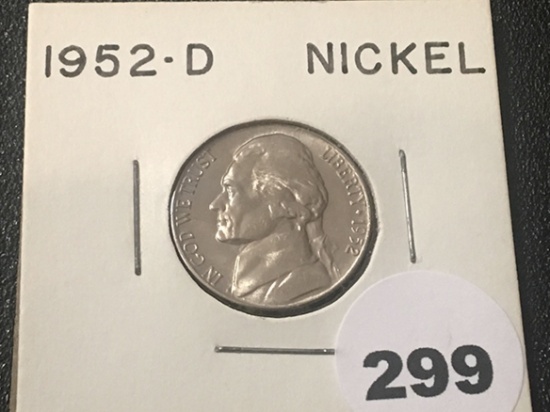 1952-D NICKEL
IN GOD WE TRUST
LIBERTY · 1952
299